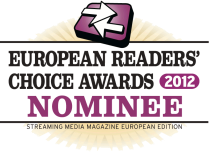 EUROPEAN READERS'
CHOICE AWARDS 2012
NOMINEE
STREAMING MEDIA MAGAZINE EUROPEAN EDITION